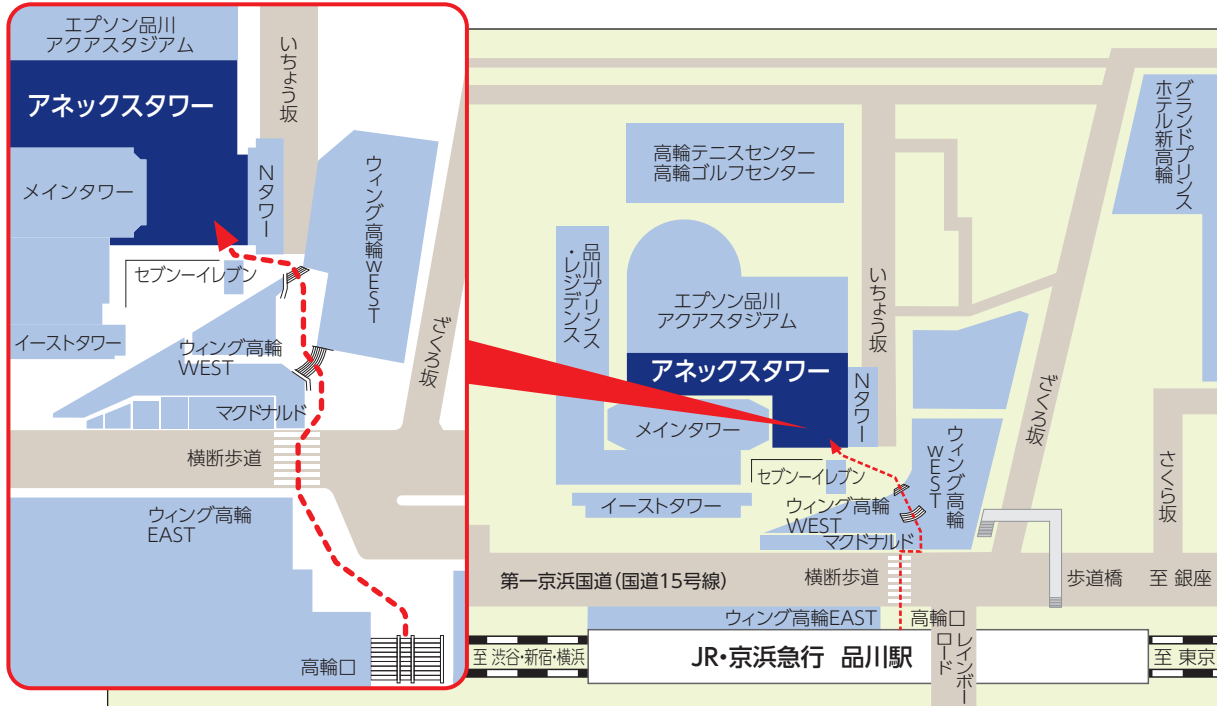 エプソン品川
アクアスタジアム
アネックスタワー
いちょう坂
メインタワー
Nタワー
ウィング高輪WEST
セブン-イレブン
ざくろ坂
イーストタワー
ウィング高輪
WEST
マクドナルド
横断歩道
ウィング高輪
EAST
高輪口
グランドプリンス
ホテル新高輪
高輪テニスセンター
高輪ゴルフセンター
品川プリンス
・レジデンス
エプソン品川
アクアスタジアム
いちょう坂
アネックスタワー
Nタワー
メインタワー
ざくろ坂
ウィング高輪
WEST
さくら坂
セブン-イレブン
イーストタワー
ウィング高輪
WEST
マクドナルド
第一京浜国道(国道15号線)
横断歩道
歩道橋
至 銀座
ウィング高輪EAST
高輪口
至 渋谷・新宿・横浜
JR・京浜急行 品川駅
レインボー
ロード
至 東京